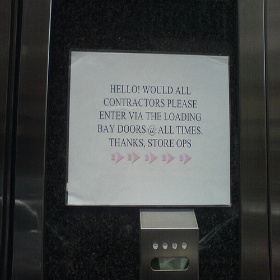 HELLO! WOULD ALL
CONTRACTORS PLEASE
ENTER VIA THE LOADING
BAY DOORS @ ALL TIMES.
THANKS, STORE OPS